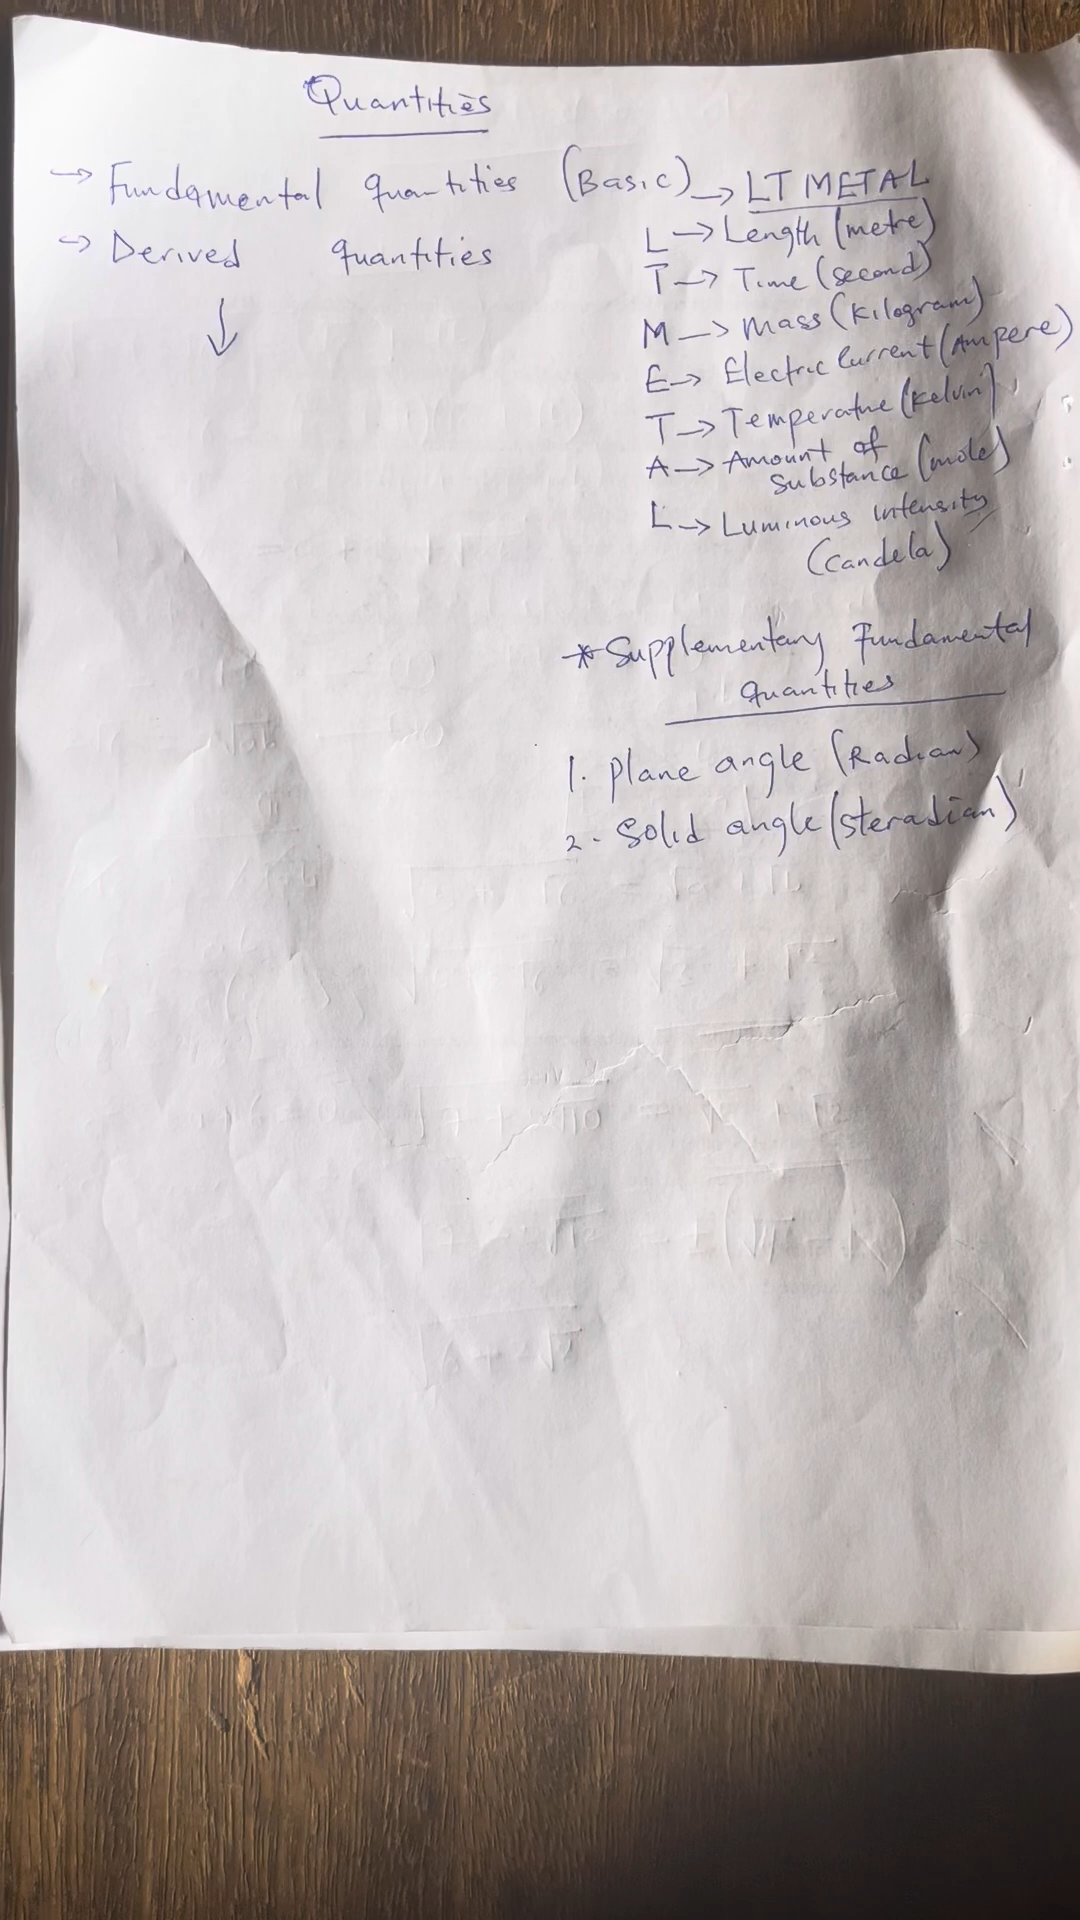 Quantities
→ Fundamental quantities (Basic) → LT METAL
→ Derived quantities
↓
L → Length (metre)
T → Time (second)
M → mass (Kilogram)
E → Electric Current (Ampere)
T → Temperature (Kelvin)
A → Amount of
substance (mole)
L → Luminous intensity
(Candela)
* Supplementary Fundamental
quantities
1. plane angle (Radian)
2. Solid angle (steradian)